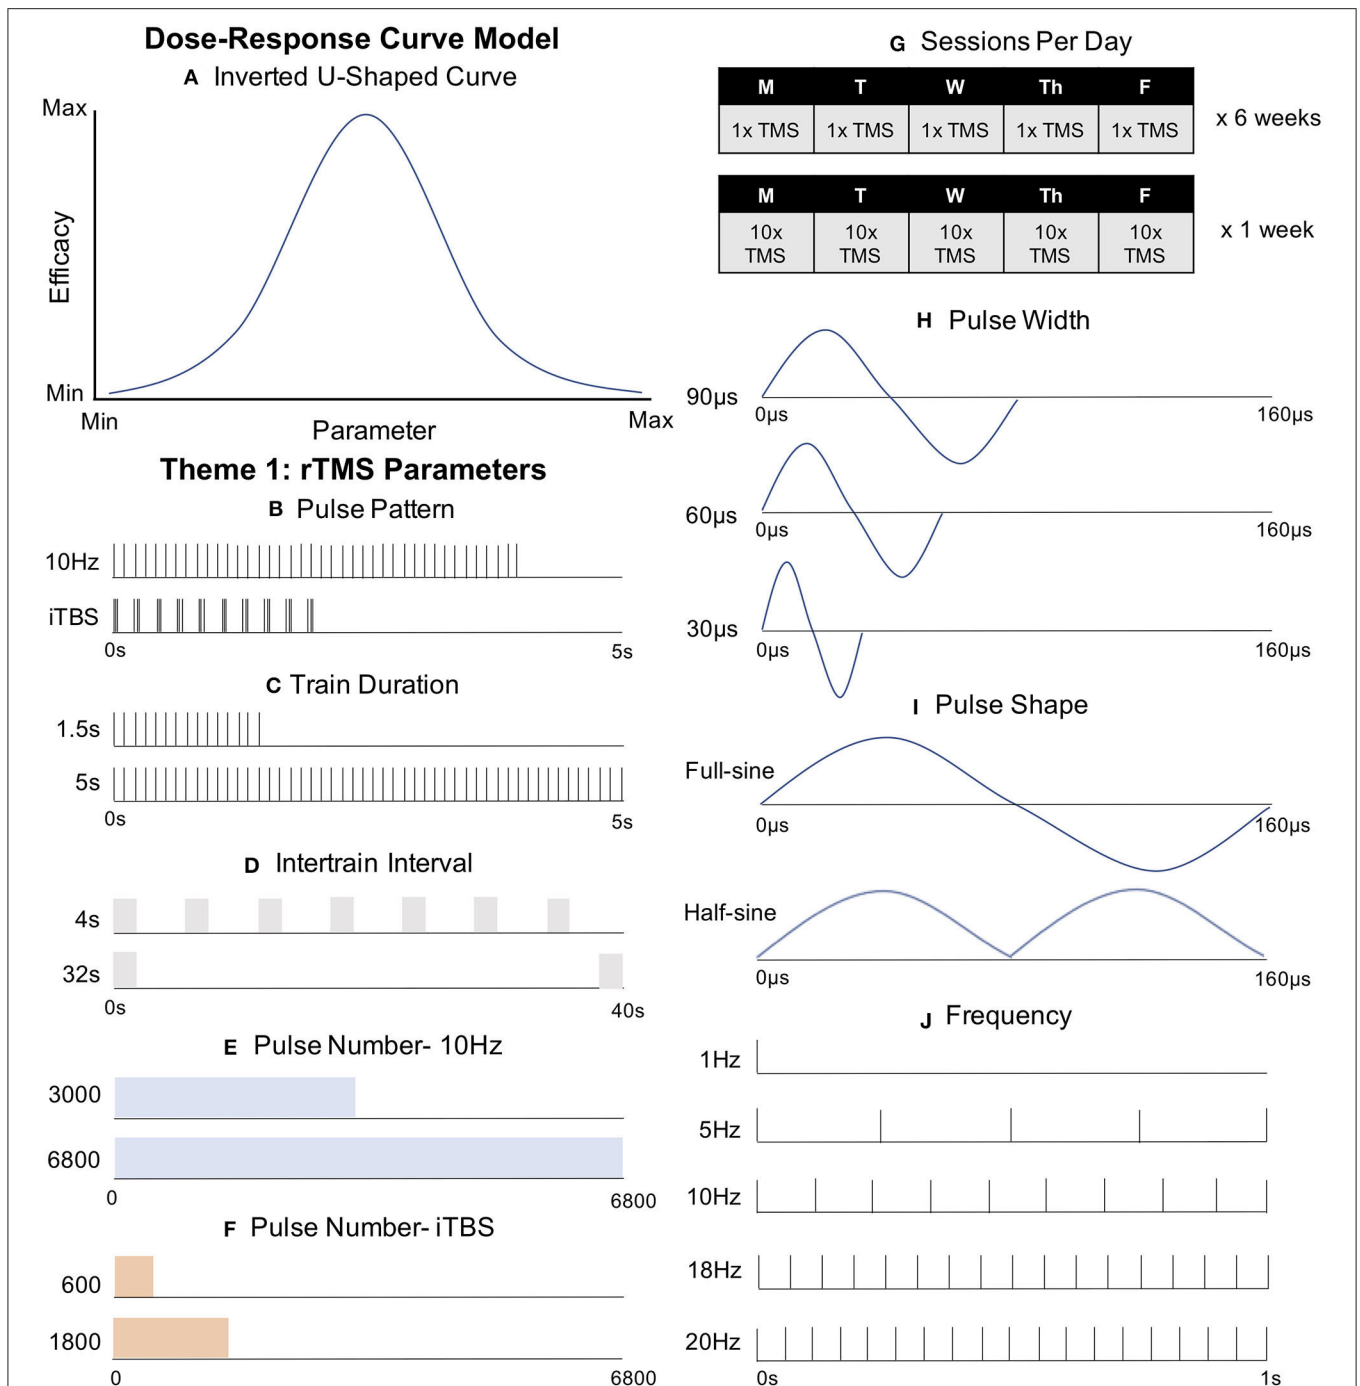 Dose-Response Curve Model
A Inverted U-Shaped Curve
Max
Efficacy
Min
Min
Max
Parameter
Theme 1: rTMS Parameters
B Pulse Pattern
10Hz
iTBS
0s
5s
C Train Duration
1.5s
5s
0s
5s
D Intertrain Interval
4s
32s
0s
40s
E Pulse Number- 10Hz
3000
6800
0
6800
F Pulse Number- iTBS
600
1800
0
6800
G Sessions Per Day
M T W Th F
1x TMS 1x TMS 1x TMS 1x TMS 1x TMS
x 6 weeks
M T W Th F
10x 10x 10x 10x 10x
TMS TMS TMS TMS TMS
x 1 week
H Pulse Width
90µs
0µs
160µs
60µs
0µs
160µs
30µs
0µs
160µs
I Pulse Shape
Full-sine
0µs
160µs
Half-sine
0µs
160µs
J Frequency
1Hz
5Hz
10Hz
18Hz
20Hz
0s
1s